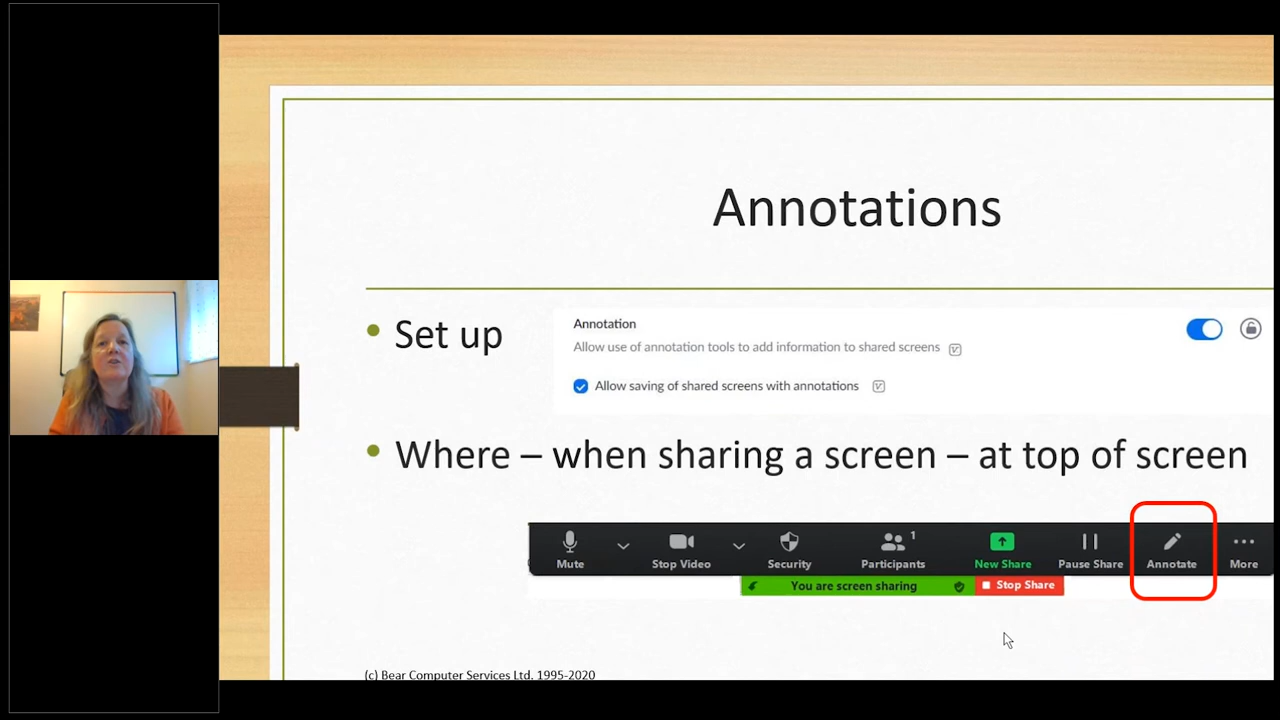 Annotations
• Set up
Annotation
Allow use of annotation tools to add information to shared screens
Allow saving of shared screens with annotations
• Where – when sharing a screen – at top of screen
1
Mute Stop Video Security Participants New Share Pause Share Annotate More
You are screen sharing Stop Share
(c) Bear Computer Services Ltd. 1995-2020